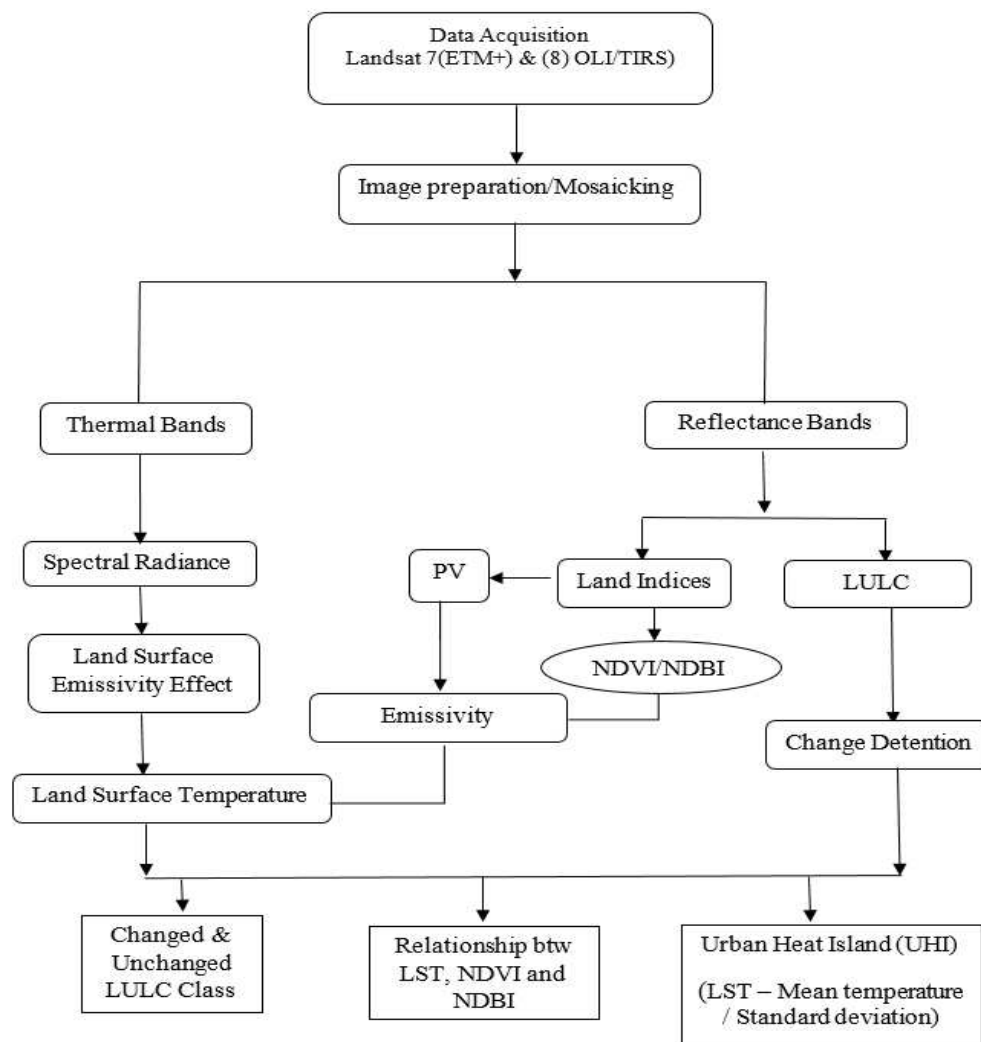 Data Acquisition
Landsat 7(ETM+) & (8) OLI/TIRS)
Image preparation/Mosaicking
Thermal Bands
Reflectance Bands
Spectral Radiance
PV
Land Indices
LULC
Land Surface
Emissivity Effect
NDVI/NDBI
Emissivity
Change Detention
Land Surface Temperature
Changed &
Unchanged
LULC Class
Relationship btw
LST, NDVI and
NDBI
Urban Heat Island (UHI)
(LST – Mean temperature
/ Standard deviation)